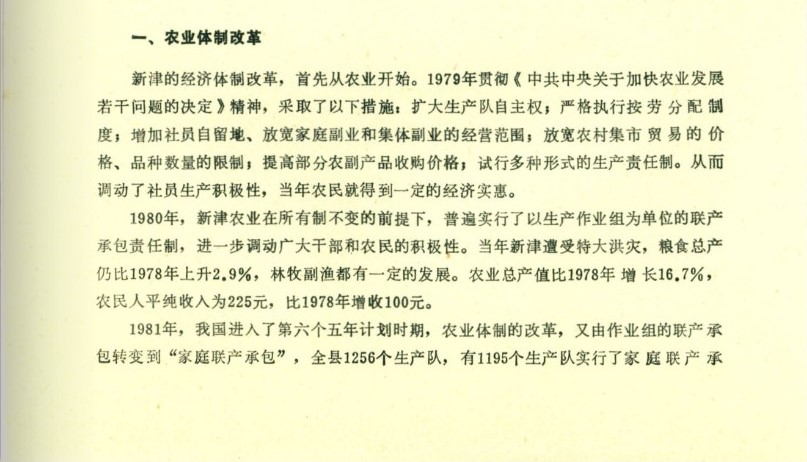 一、农业体制改革
新津的经济体制改革，首先从农业开始。1979年贯彻《中共中央关于加快农业发展
若干问题的决定》精神，采取了以下措施：扩大生产队自主权；严格执行按劳分配制
度；增加社员自留地、放宽家庭副业和集体副业的经营范围；放宽农村集市贸易的价
格、品种数量的限制；提高部分农副产品收购价格；试行多种形式的生产责任制。从而
调动了社员生产积极性，当年农民就得到一定的经济实惠。
1980年，新津农业在所有制不变的前提下，普遍实行了以生产作业组为单位的联产
承包责任制，进一步调动广大干部和农民的积极性。当年新津遭受特大洪灾，粮食总产
仍比1978年上升2.9%，林牧副渔都有一定的发展。农业总产值比1978年增长16.7%，
农民人平纯收入为225元，比1978年增收100元。
1981年，我国进入了第六个五年计划时期，农业体制的改革，又由作业组的联产承
包转变到“家庭联产承包”，全县1256个生产队，有1195个生产队实行了家庭联产承